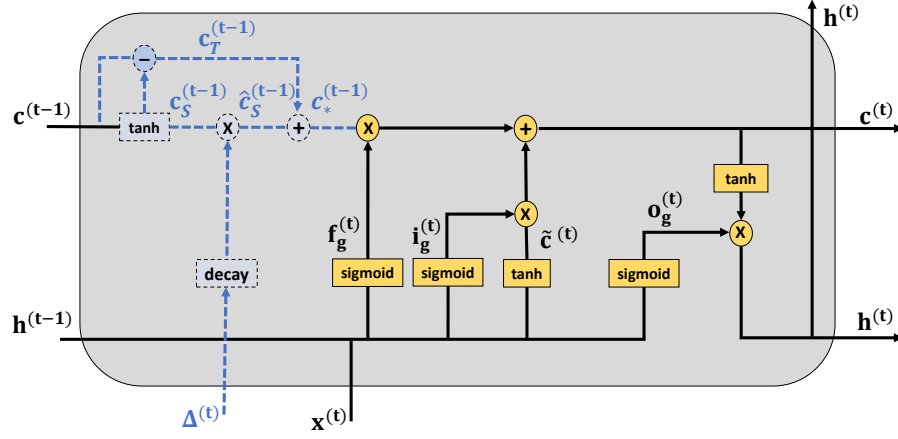 h^(t)
c_T^(t-1)
−
c^(t-1)
c_S^(t-1)
ĉ_S^(t-1)
c_*^(t-1)
c^(t)
tanh
X
+
X
+
tanh
f_g^(t)
i_g^(t)
X
c̃^(t)
o_g^(t)
X
decay
sigmoid
sigmoid
tanh
sigmoid
h^(t-1)
h^(t)
Δ^(t)
x^(t)